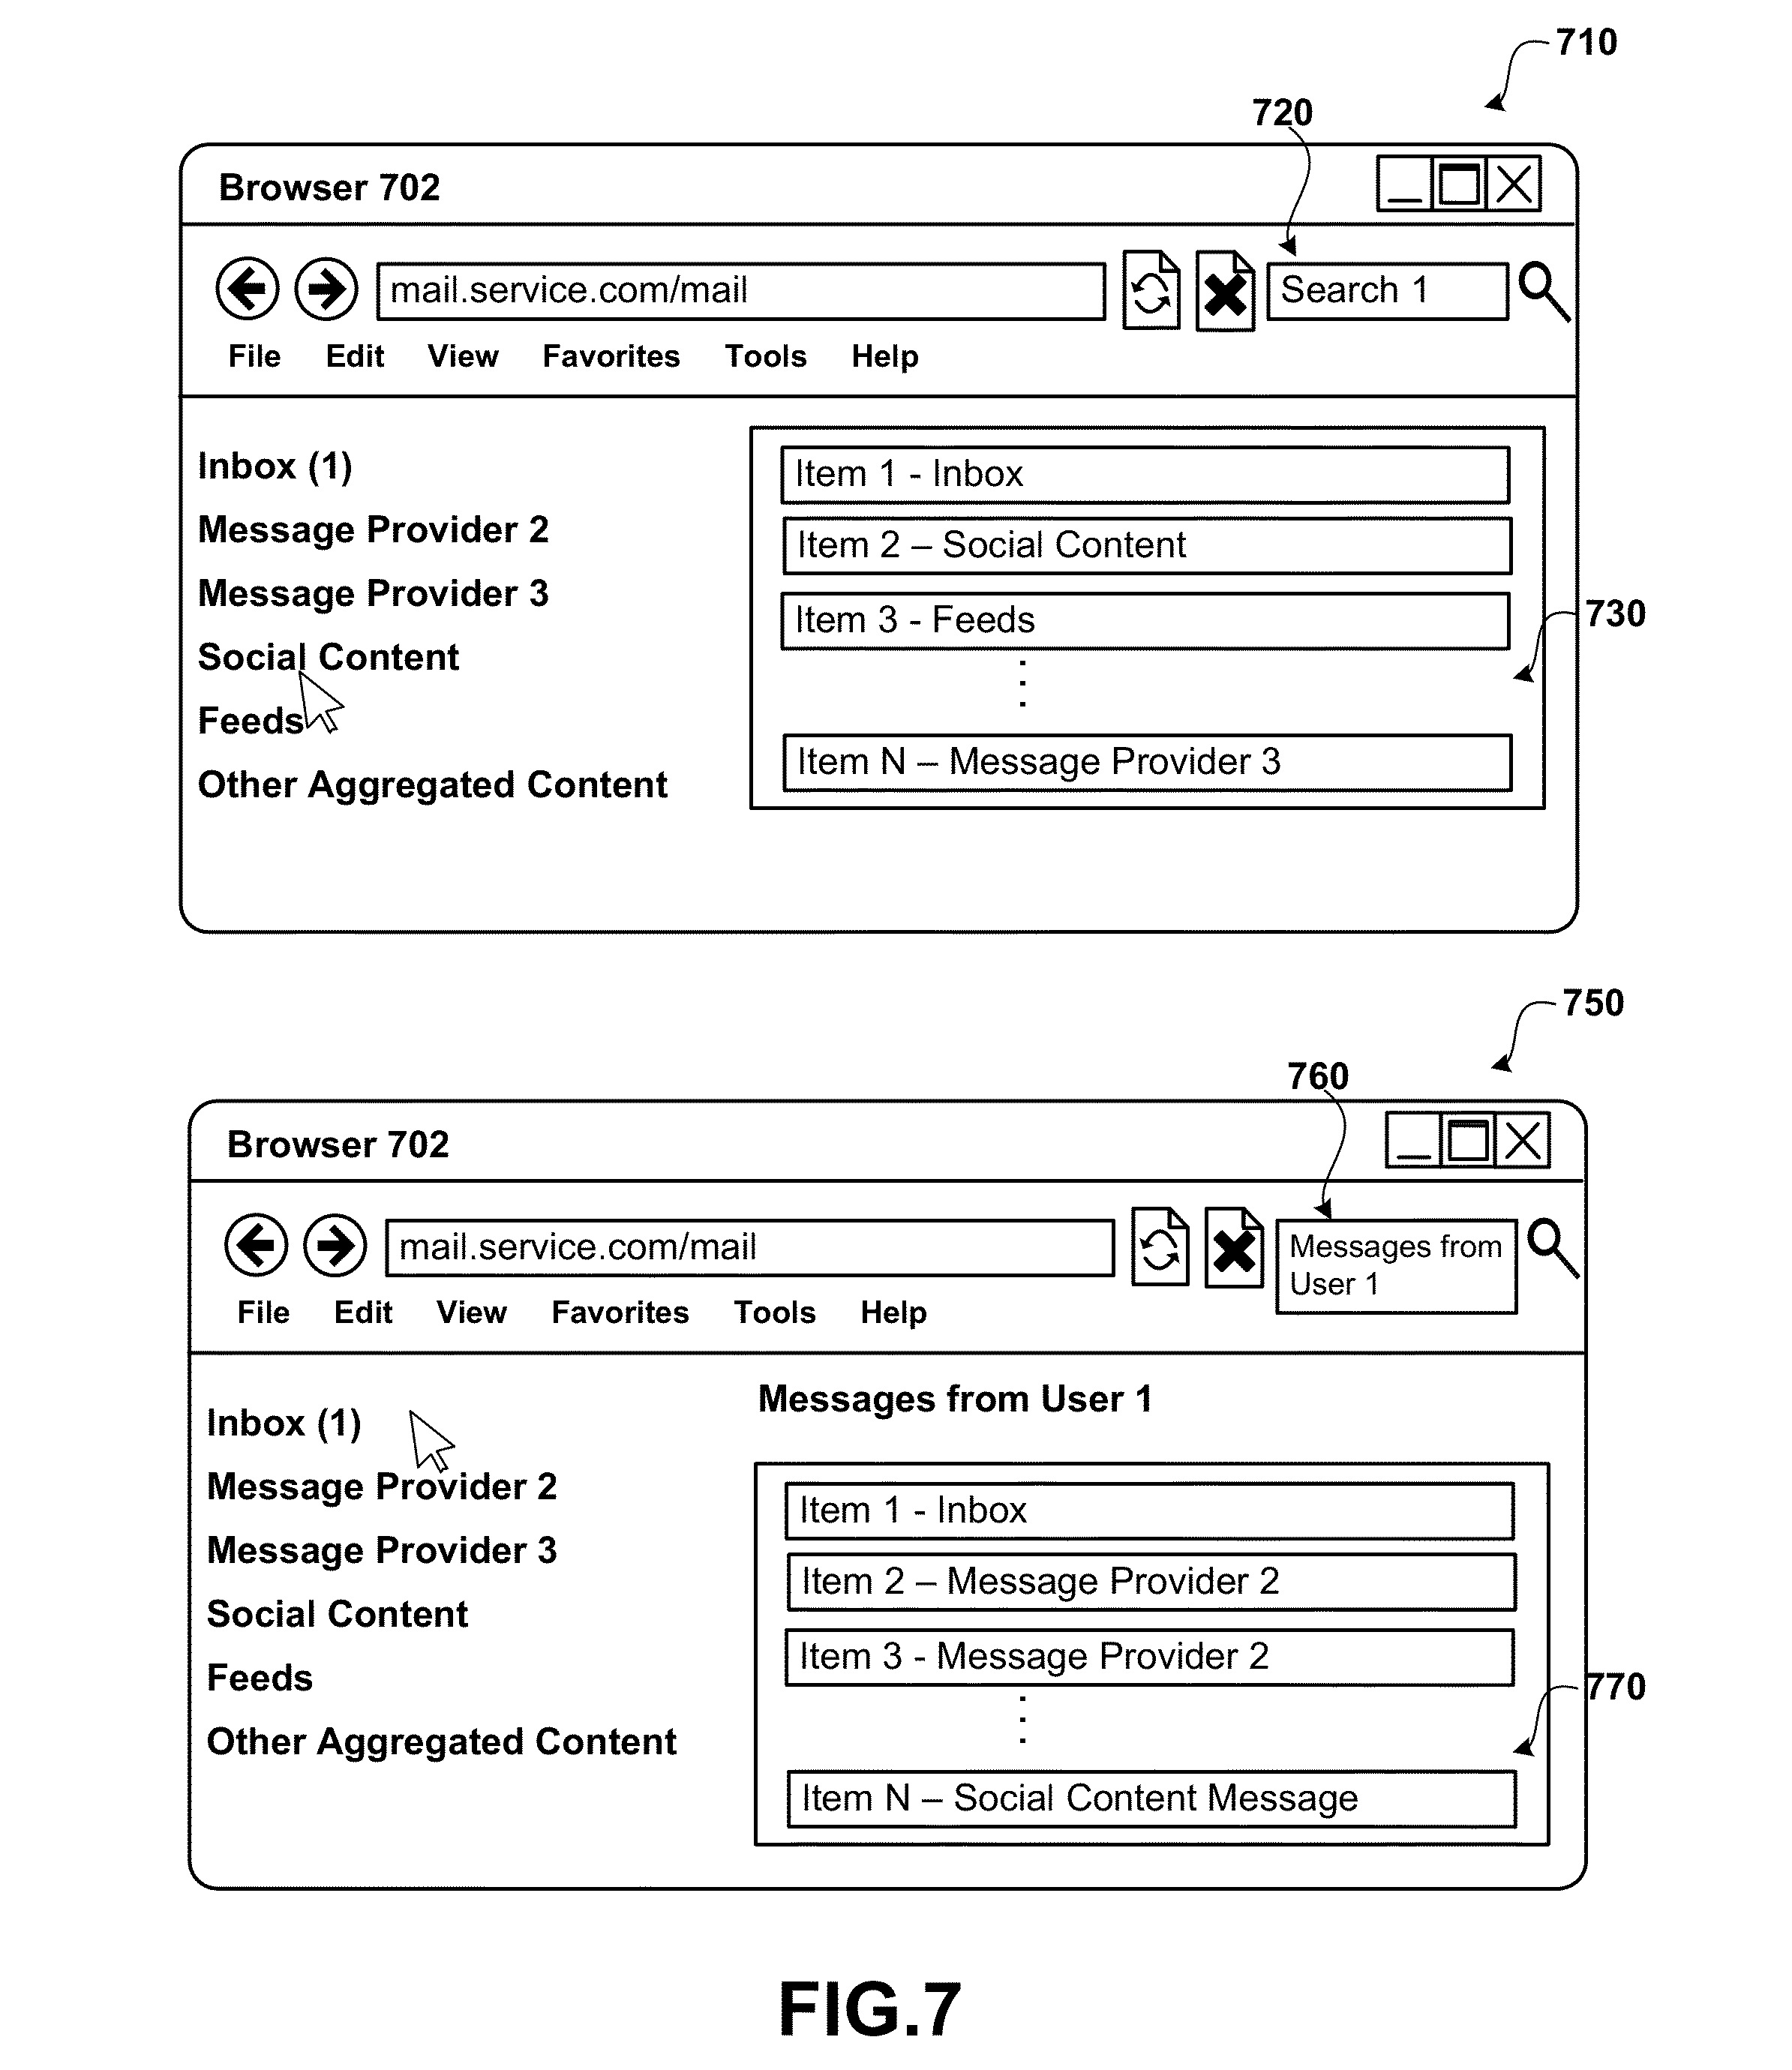 710
720
Browser 702
mail.service.com/mail
Search 1
File Edit View Favorites Tools Help
Inbox (1)
Message Provider 2
Message Provider 3
Social Content
Feeds
Other Aggregated Content
Item 1 - Inbox
Item 2 – Social Content
Item 3 - Feeds
730
Item N – Message Provider 3
750
760
Browser 702
mail.service.com/mail
Messages from
User 1
File Edit View Favorites Tools Help
Inbox (1)
Message Provider 2
Message Provider 3
Social Content
Feeds
Other Aggregated Content
Messages from User 1
Item 1 - Inbox
Item 2 – Message Provider 2
Item 3 - Message Provider 2
770
Item N – Social Content Message
FIG.7